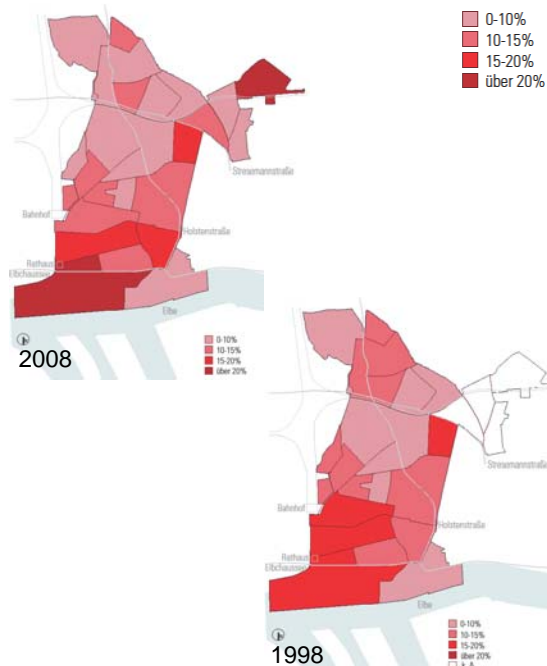 0-10%
10-15%
15-20%
über 20%
Stresemannstraße
Bahnhof
Holstenstraße
Rathaus
Elbchaussee
Elbe
2008
0-10%
10-15%
15-20%
über 20%
Stresemannstraße
Bahnhof
Holstenstraße
Rathaus
Elbchaussee
Elbe
1998
0-10%
10-15%
15-20%
über 20%